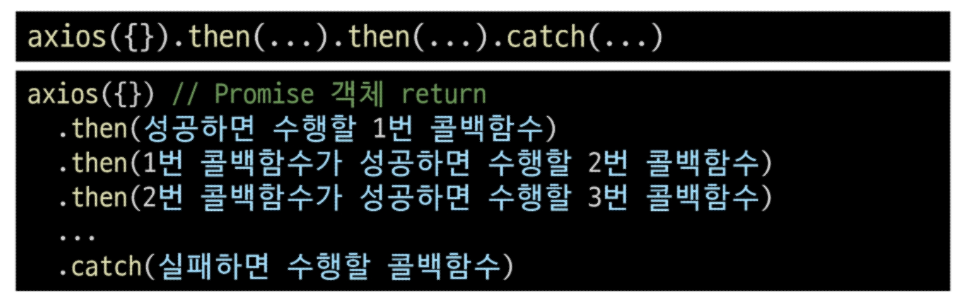 axios({}).then(...).then(...).catch(...)
axios({}) // Promise 객체 return
.then(성공하면 수행할 1번 콜백함수)
.then(1번 콜백함수가 성공하면 수행할 2번 콜백함수)
.then(2번 콜백함수가 성공하면 수행할 3번 콜백함수)
...
.catch(실패하면 수행할 콜백함수)